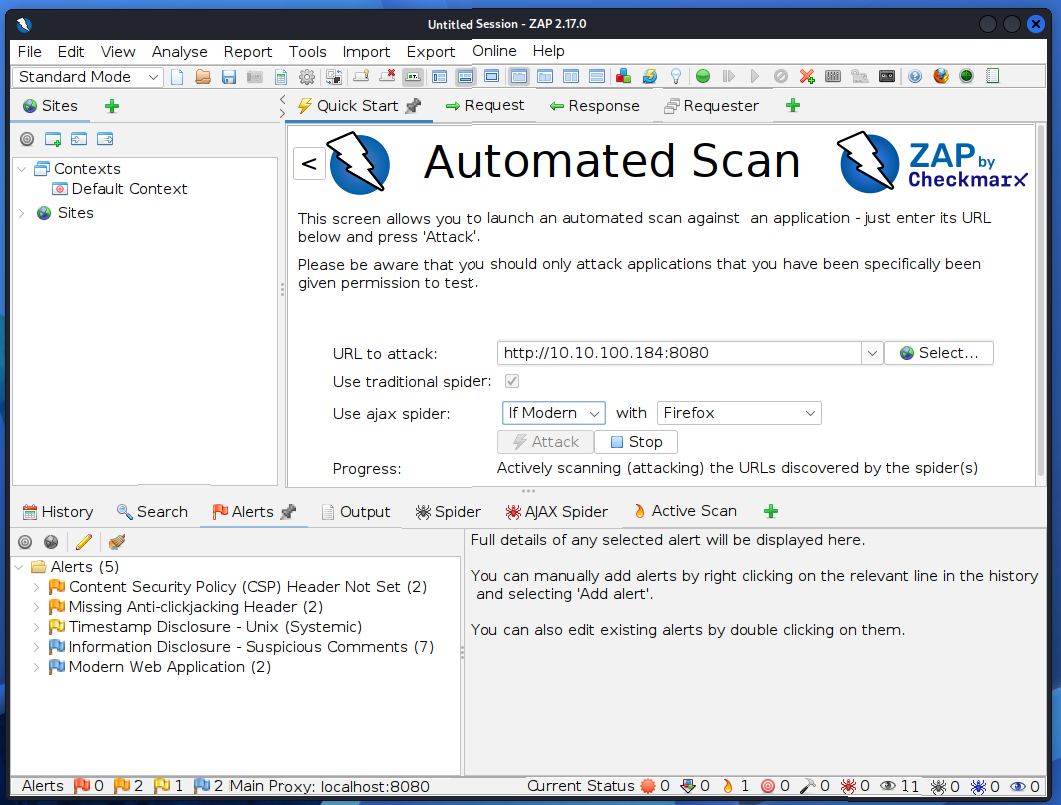 Untitled Session - ZAP 2.17.0
File Edit View Analyse Report Tools Import Export Online Help
Standard Mode
Sites
Quick Start Request Response Requester
Contexts
Default Context
Sites
<
Automated Scan
ZAP by
Checkmarx
This screen allows you to launch an automated scan against  an application - just enter its URL
below and press 'Attack'.
Please be aware that you should only attack applications that you have been specifically been
given permission to test.
URL to attack: http://10.10.100.184:8080 Select...
Use traditional spider:
Use ajax spider: If Modern with Firefox
Attack Stop
Progress: Actively scanning (attacking) the URLs discovered by the spider(s)
History Search Alerts Output Spider AJAX Spider Active Scan
Alerts (5)
Content Security Policy (CSP) Header Not Set (2)
Missing Anti-clickjacking Header (2)
Timestamp Disclosure - Unix (Systemic)
Information Disclosure - Suspicious Comments (7)
Modern Web Application (2)
Full details of any selected alert will be displayed here.
You can manually add alerts by right clicking on the relevant line in the history
and selecting 'Add alert'.
You can also edit existing alerts by double clicking on them.
Alerts 0 2 1 2 Main Proxy: localhost:8080 Current Status 0 0 1 0 0 0 11 0 0 0